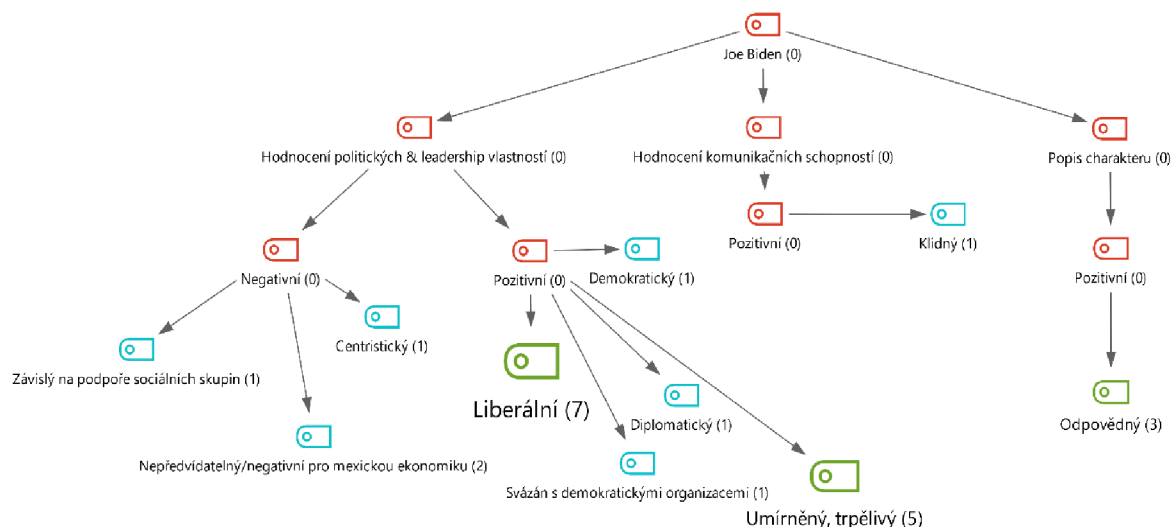 Joe Biden (0)
Hodnocení politických & leadership vlastností (0)
Hodnocení komunikačních schopností (0)
Popis charakteru (0)
Pozitivní (0)
Klidný (1)
Negativní (0)
Pozitivní (0)
Demokratický (1)
Pozitivní (0)
Centristický (1)
Závislý na podpoře sociálních skupin (1)
Liberální (7)
Diplomatický (1)
Odpovědný (3)
Nepředvídatelný/negativní pro mexickou ekonomiku (2)
Svázán s demokratickými organizacemi (1)
Umírněný, trpělivý (5)